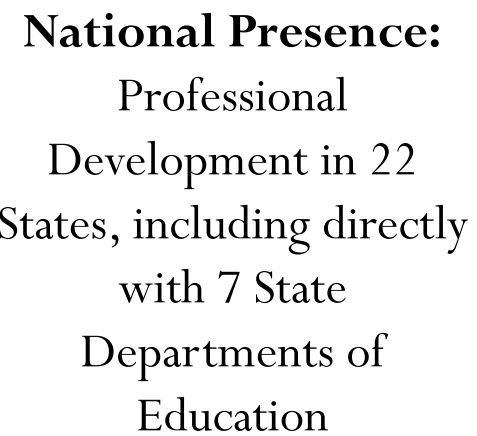 National Presence:
Professional
Development in 22
States, including directly
with 7 State
Departments of
Education